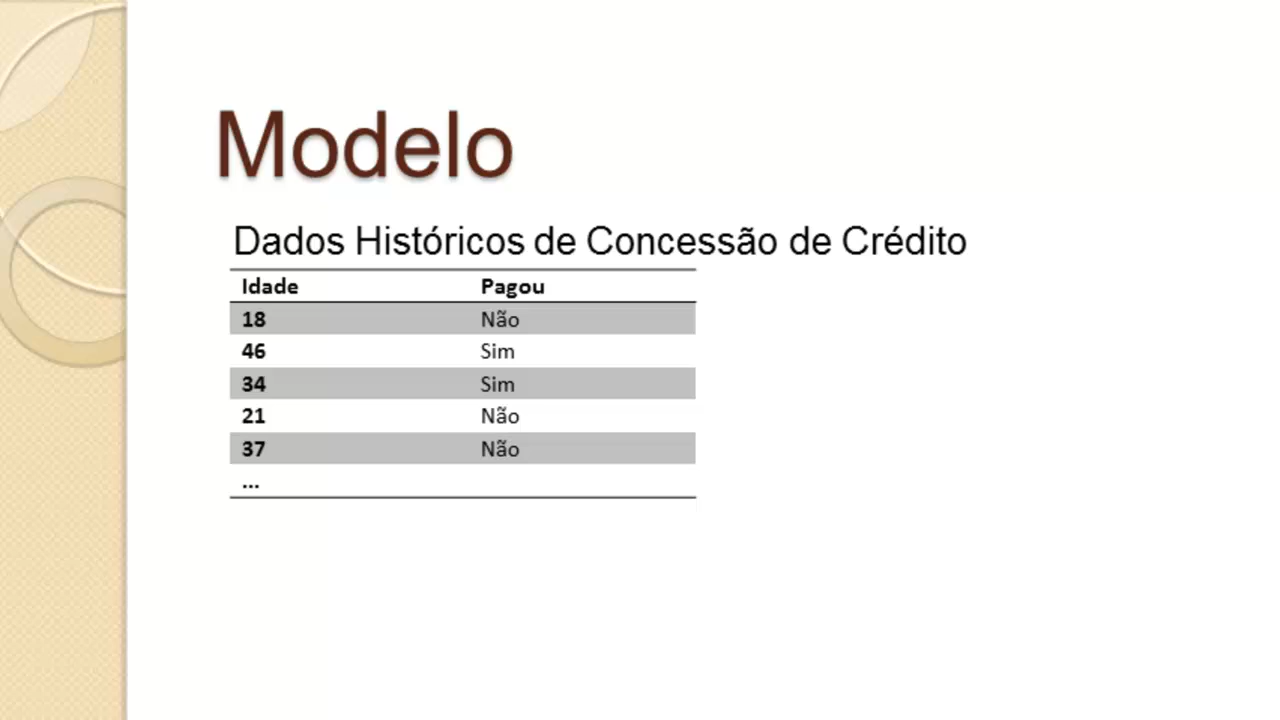 Modelo
Dados Históricos de Concessão de Crédito
Idade Pagou
18 Não
46 Sim
34 Sim
21 Não
37 Não
...